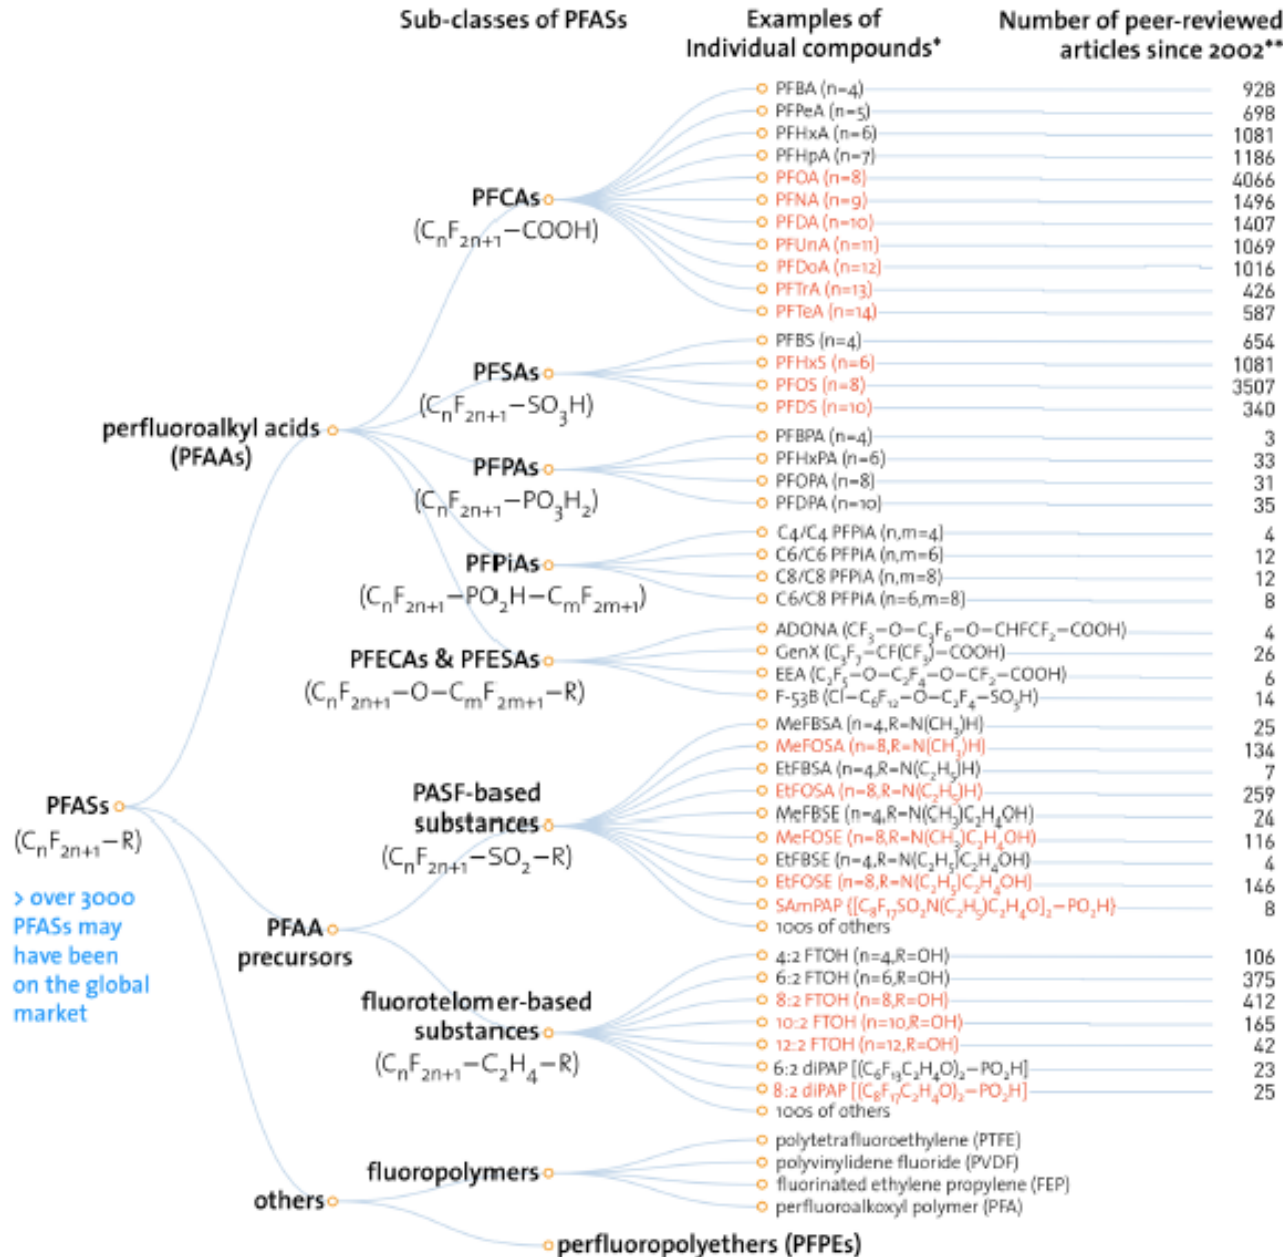 Sub-classes of PFASs
Examples of
Individual compounds*
Number of peer-reviewed
articles since 2002**
PFASs
(CₙF₂ₙ₊₁–R)
> over 3000
PFASs may
have been
on the global
market
perfluoroalkyl acids
(PFAAs)
PFCAs
(CₙF₂ₙ₊₁–COOH)
PFBA (n=4) 928
PFPeA (n=5) 698
PFHxA (n=6) 1081
PFHpA (n=7) 1186
PFOA (n=8) 4066
PFNA (n=9) 1496
PFDA (n=10) 1407
PFUnA (n=11) 1069
PFDoA (n=12) 1016
PFTrA (n=13) 426
PFTeA (n=14) 587
PFSAs
(CₙF₂ₙ₊₁–SO₃H)
PFBS (n=4) 654
PFHxS (n=6) 1081
PFOS (n=8) 3507
PFDS (n=10) 340
PFPAs
(CₙF₂ₙ₊₁–PO₃H₂)
PFBPA (n=4) 3
PFHxPA (n=6) 33
PFOPA (n=8) 31
PFDPA (n=10) 35
PFPiAs
(CₙF₂ₙ₊₁–PO₂H–CₘF₂ₘ₊₁)
C4/C4 PFPiA (n,m=4) 4
C6/C6 PFPiA (n,m=6) 12
C8/C8 PFPiA (n,m=8) 12
C6/C8 PFPiA (n=6,m=8) 8
PFECAs & PFESAs
(CₙF₂ₙ₊₁–O–CₘF₂ₘ₊₁–R)
ADONA (CF₃–O–C₃F₆–O–CHFCF₂–COOH) 4
GenX (C₃F₇–CF(CF₃)–COOH) 26
EEA (C₂F₅–O–C₂F₄–O–CF₂–COOH) 6
F-53B (Cl–C₆F₁₂–O–C₂F₄–SO₃H) 14
PFAA
precursors
PASF-based
substances
(CₙF₂ₙ₊₁–SO₂–R)
MeFBSA (n=4,R=N(CH₃)H) 25
MeFOSA (n=8,R=N(CH₃)H) 134
EtFBSA (n=4,R=N(C₂H₅)H) 7
EtFOSA (n=8,R=N(C₂H₅)H) 259
MeFBSE (n=4,R=N(CH₃)C₂H₄OH) 24
MeFOSE (n=8,R=N(CH₃)C₂H₄OH) 116
EtFBSE (n=4,R=N(C₂H₅)C₂H₄OH) 4
EtFOSE (n=8,R=N(C₂H₅)C₂H₄OH) 146
SAmPAP {[C₈F₁₇SO₂N(C₂H₅)C₂H₄O]₂–PO₂H} 8
100s of others
fluorotelomer-based
substances
(CₙF₂ₙ₊₁–C₂H₄–R)
4:2 FTOH (n=4,R=OH) 106
6:2 FTOH (n=6,R=OH) 375
8:2 FTOH (n=8,R=OH) 412
10:2 FTOH (n=10,R=OH) 165
12:2 FTOH (n=12,R=OH) 42
6:2 diPAP [(C₆F₁₃C₂H₄O)₂–PO₂H] 23
8:2 diPAP [(C₈F₁₇C₂H₄O)₂–PO₂H] 25
100s of others
others
fluoropolymers
polytetrafluoroethylene (PTFE)
polyvinylidene fluoride (PVDF)
fluorinated ethylene propylene (FEP)
perfluoroalkoxyl polymer (PFA)
perfluoropolyethers (PFPEs)